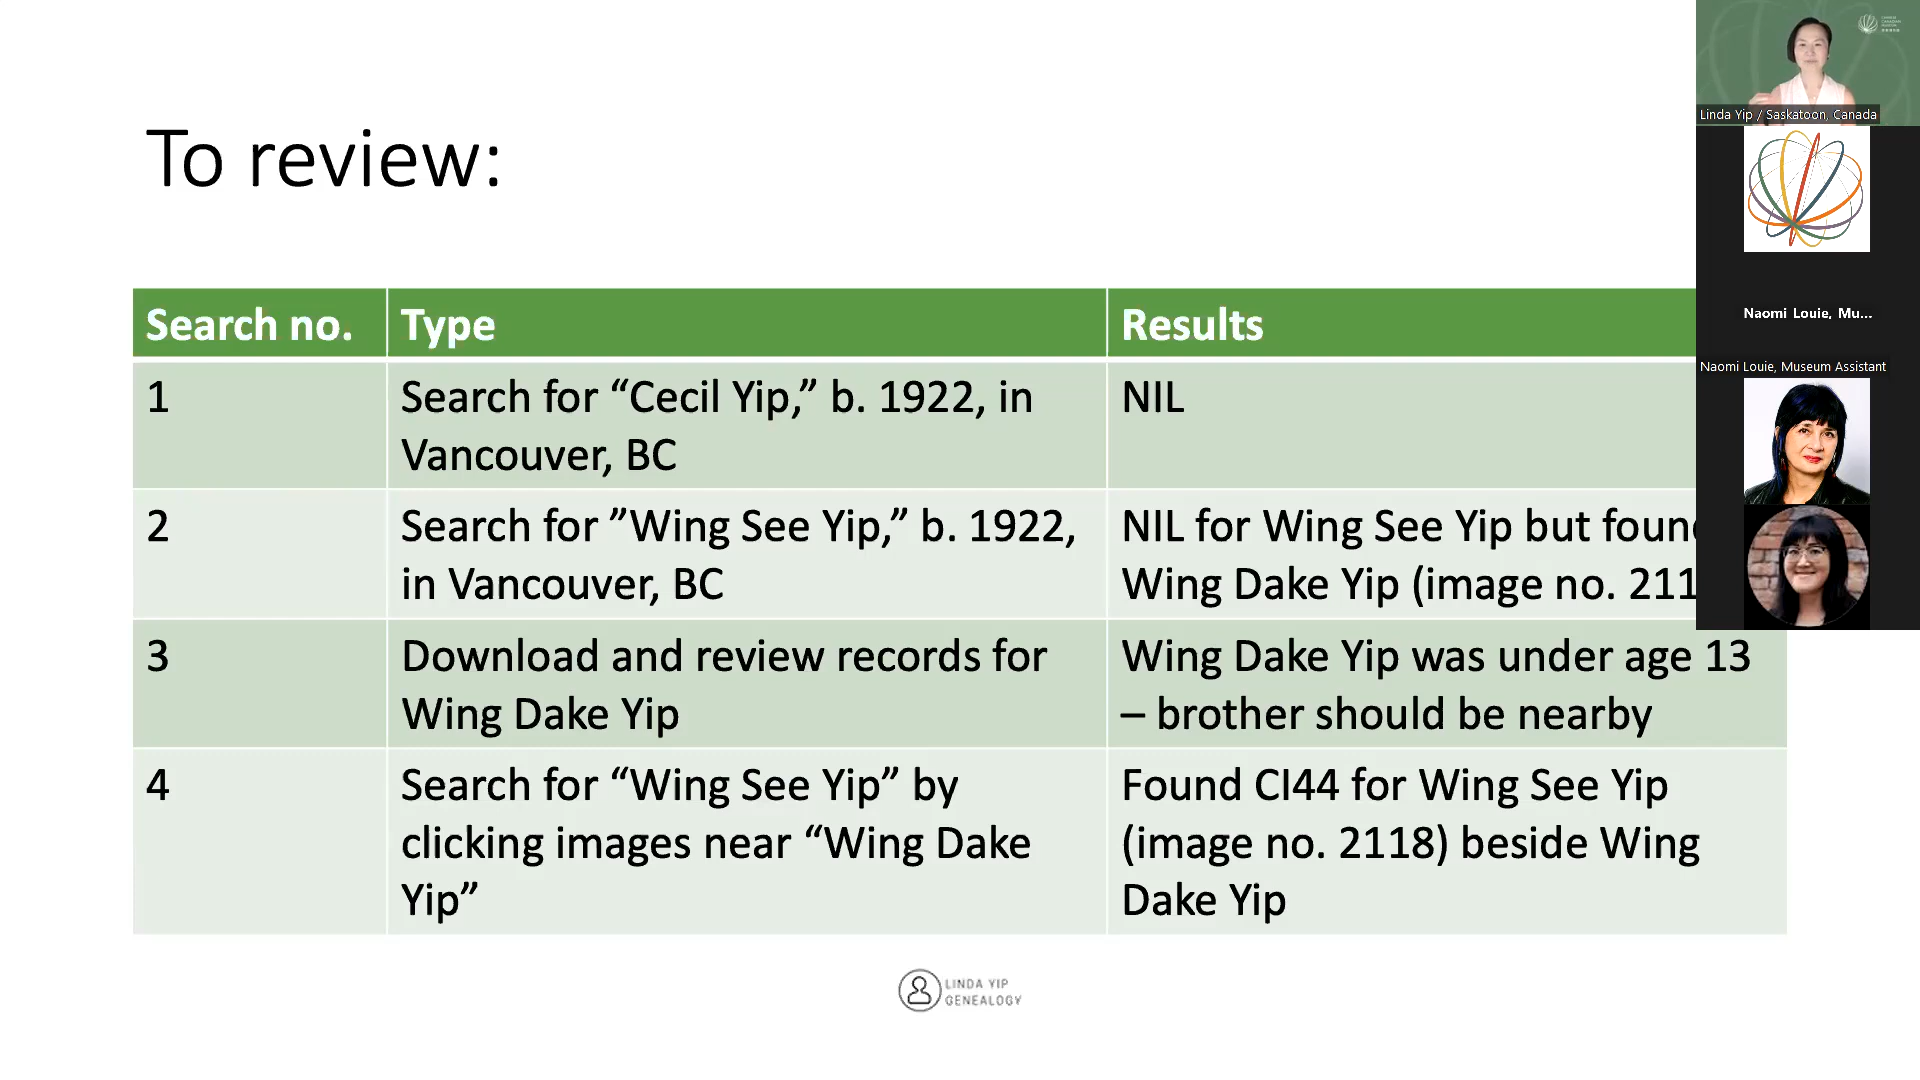 To review:
Search no.
Type
Results
1
Search for “Cecil Yip,” b. 1922, in
Vancouver, BC
NIL
2
Search for ”Wing See Yip,” b. 1922,
in Vancouver, BC
NIL for Wing See Yip but foun
Wing Dake Yip (image no. 211
3
Download and review records for
Wing Dake Yip
Wing Dake Yip was under age 13
– brother should be nearby
4
Search for “Wing See Yip” by
clicking images near “Wing Dake
Yip”
Found CI44 for Wing See Yip
(image no. 2118) beside Wing
Dake Yip
LINDA YIP
GENEALOGY
Linda Yip / Saskatoon, Canada
Naomi Louie, Mu...
Naomi Louie, Museum Assistant